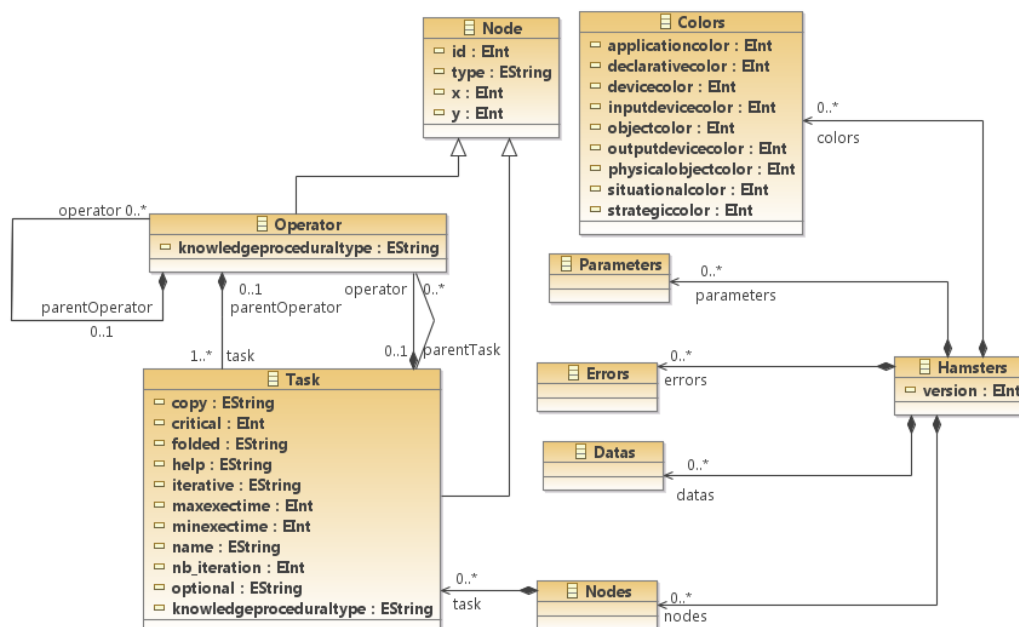 Node
id : EInt
type : EString
x : EInt
y : EInt
Colors
applicationcolor : EInt
declarativecolor : EInt
devicecolor : EInt
inputdevicecolor : EInt
objectcolor : EInt
outputdevicecolor : EInt
physicalobjectcolor : EInt
situationalcolor : EInt
strategiccolor : EInt
0..*
colors
operator 0..*
Operator
knowledgeproceduraltype : EString
parentOperator
0..1
0..1
parentOperator
operator
0..*
1..*
task
0..1
parentTask
Parameters
0..*
parameters
Errors
0..*
errors
Hamsters
version : EInt
Datas
0..*
datas
Task
copy : EString
critical : EInt
folded : EString
help : EString
iterative : EString
maxexectime : EInt
minexectime : EInt
name : EString
nb_iteration : EInt
optional : EString
knowledgeproceduraltype : EString
0..*
task
Nodes
0..*
nodes